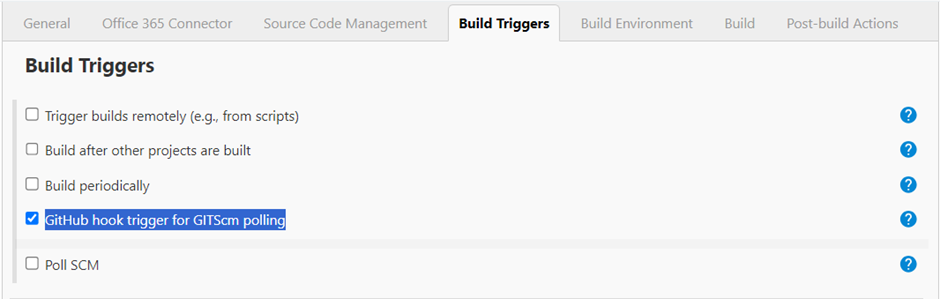 General Office 365 Connector Source Code Management Build Triggers Build Environment Build Post-build Actions
Build Triggers
Trigger builds remotely (e.g., from scripts) ?
Build after other projects are built ?
Build periodically ?
GitHub hook trigger for GITScm polling ?
Poll SCM ?